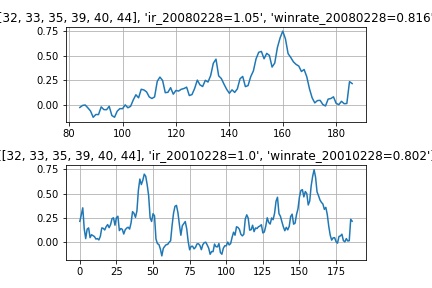 [32, 33, 35, 39, 40, 44], 'ir_20080228=1.05', 'winrate_20080228=0.816'
0.75
0.50
0.25
0.00
80 100 120 140 160 180
[[32, 33, 35, 39, 40, 44], 'ir_20010228=1.0', 'winrate_20010228=0.802']
0.75
0.50
0.25
0.00
0 25 50 75 100 125 150 175